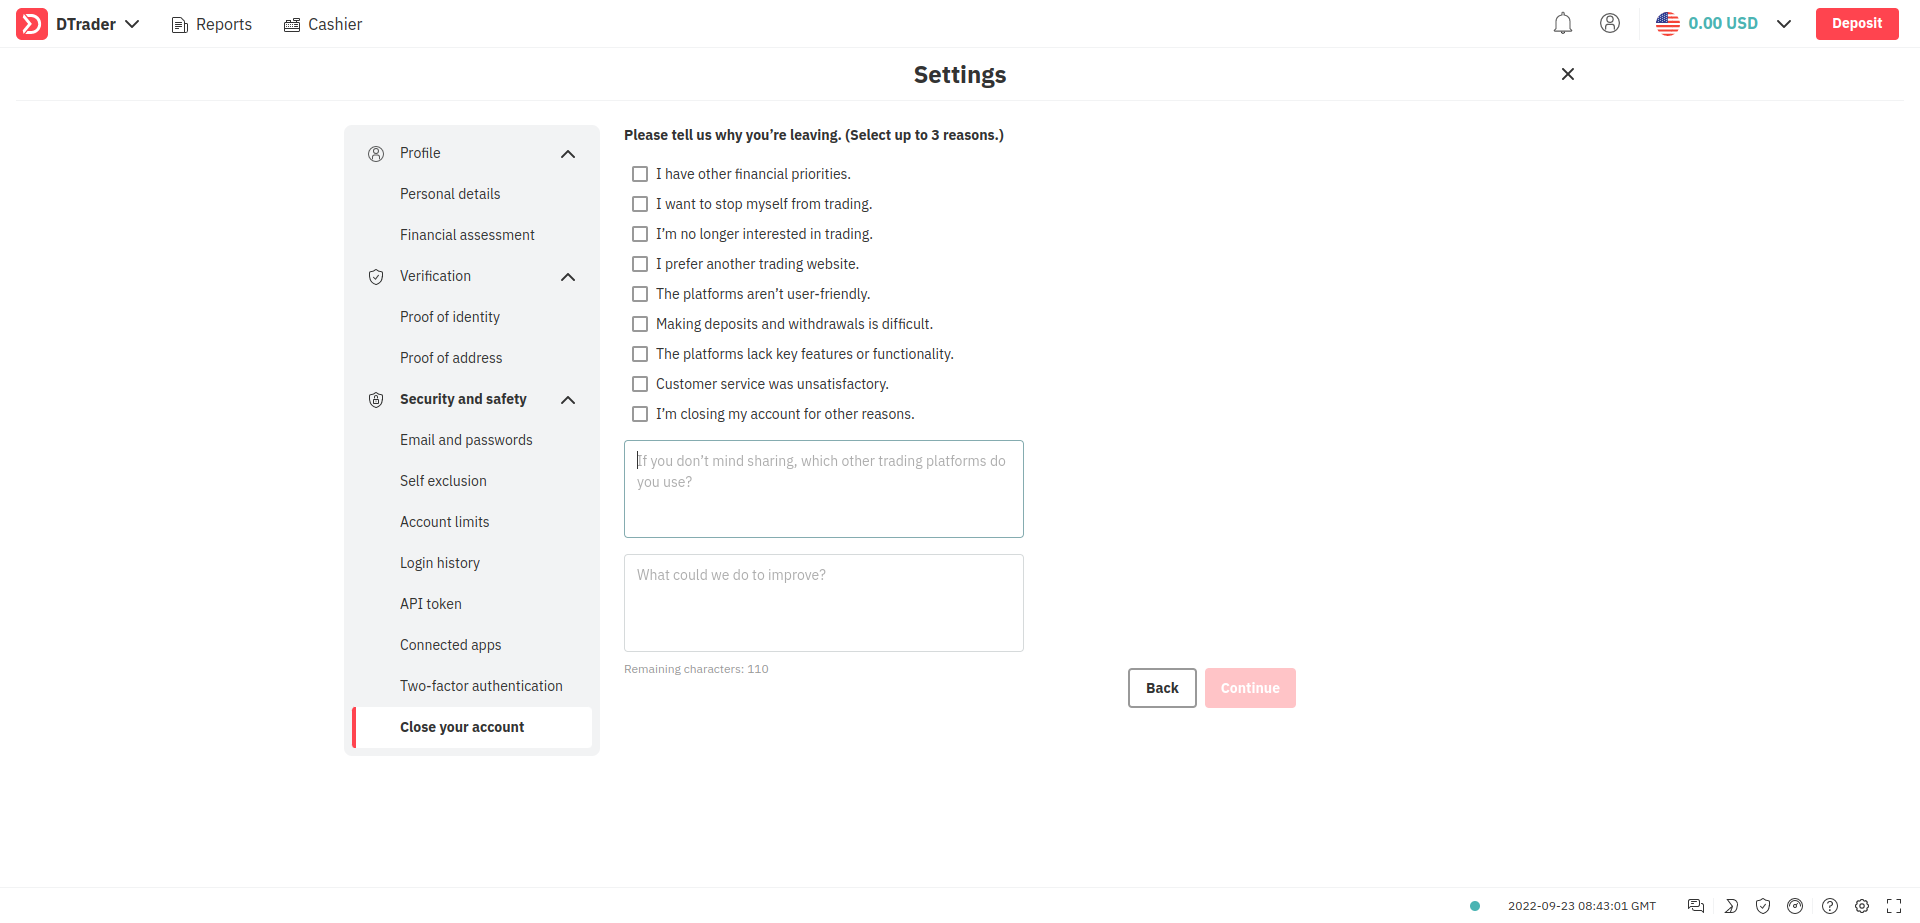 DTrader
Reports
Cashier
0.00 USD
Deposit
Settings
Profile
Personal details
Financial assessment
Verification
Proof of identity
Proof of address
Security and safety
Email and passwords
Self exclusion
Account limits
Login history
API token
Connected apps
Two-factor authentication
Close your account
Please tell us why you’re leaving. (Select up to 3 reasons.)
I have other financial priorities.
I want to stop myself from trading.
I’m no longer interested in trading.
I prefer another trading website.
The platforms aren’t user-friendly.
Making deposits and withdrawals is difficult.
The platforms lack key features or functionality.
Customer service was unsatisfactory.
I’m closing my account for other reasons.
If you don’t mind sharing, which other trading platforms do
you use?
What could we do to improve?
Remaining characters: 110
Back
Continue
2022-09-23 08:43:01 GMT